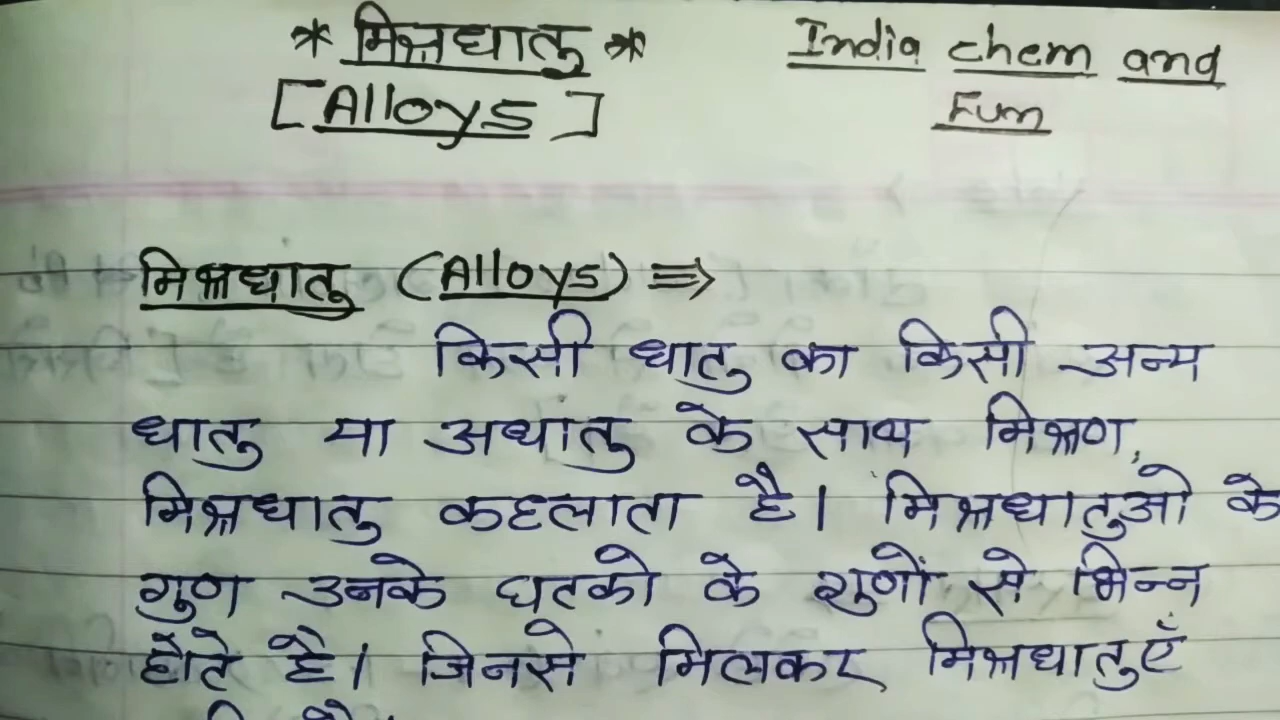 * मिश्रधातु *
[Alloys]
India chem and
Fun
मिश्रधातु (Alloys) ⇒
किसी धातु का किसी अन्य
धातु या अधातु के साथ मिश्रण,
मिश्रधातु कहलाता है। मिश्रधातुओ के
गुण उनके घटको के गुणों से भिन्न
होते है। जिनसे मिलकर मिश्रधातुएँ